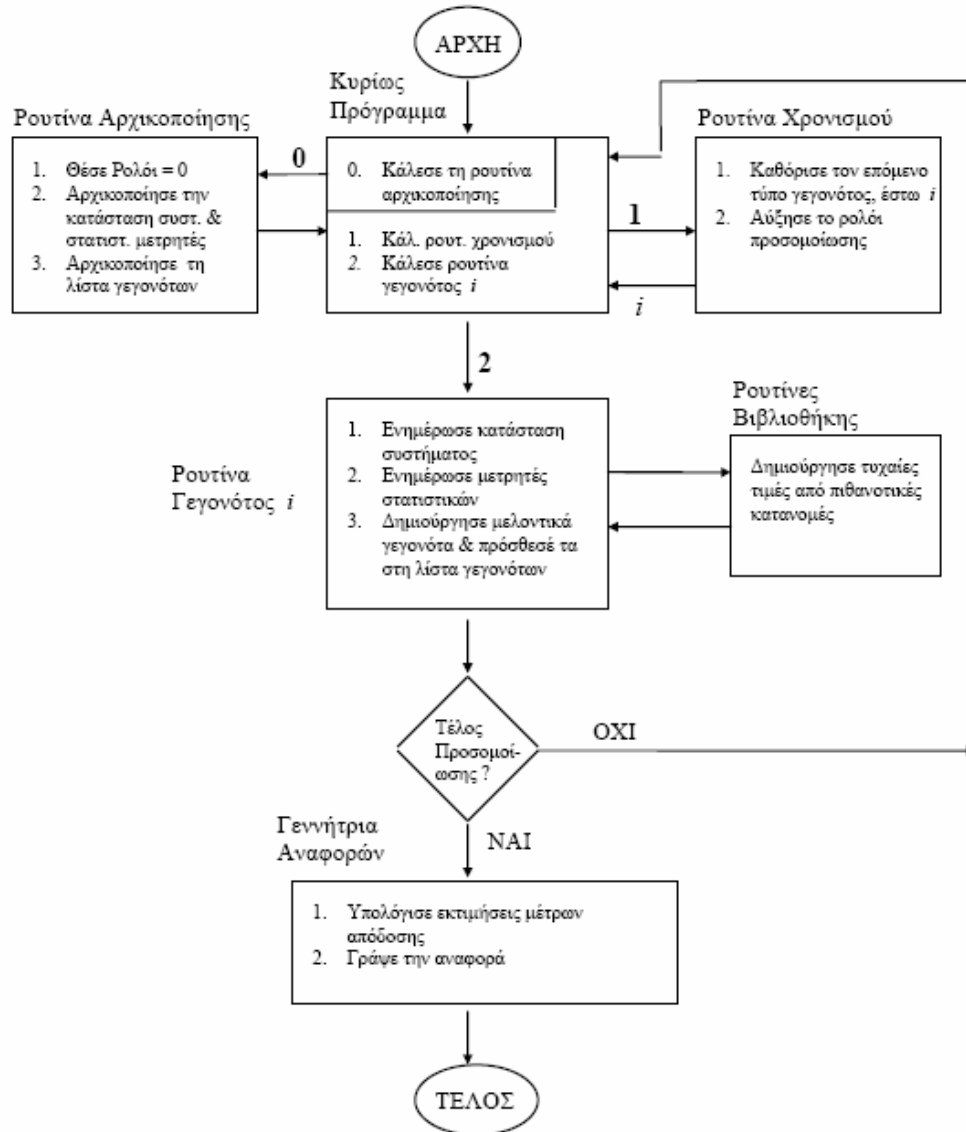 ΑΡΧΗ
Κυρίως
Πρόγραμμα
Ρουτίνα Αρχικοποίησης
1. Θέσε Ρολόι = 0
2. Αρχικοποίησε την
κατάσταση συστ. &
στατιστ. μετρητές
3. Αρχικοποίησε τη
λίστα γεγονότων
0
0. Κάλεσε τη ρουτίνα
αρχικοποίησης
1. Κάλ. ρουτ. χρονισμού
2. Κάλεσε ρουτίνα
γεγονότος i
1
i
Ρουτίνα Χρονισμού
1. Καθόρισε τον επόμενο
τύπο γεγονότος, έστω i
2. Αύξησε το ρολόι
προσομοίωσης
2
Ρουτίνα
Γεγονότος i
1. Ενημέρωσε κατάσταση
συστήματος
2. Ενημέρωσε μετρητές
στατιστικών
3. Δημιούργησε μελοντικά
γεγονότα & πρόσθεσέ τα
στη λίστα γεγονότων
Ρουτίνες
Βιβλιοθήκης
Δημιούργησε τυχαίες
τιμές από πιθανοτικές
κατανομές
Τέλος
Προσομοί-
ωσης ?
ΟΧΙ
ΝΑΙ
Γεννήτρια
Αναφορών
1. Υπολόγισε εκτιμήσεις μέτρων
απόδοσης
2. Γράψε την αναφορά
ΤΕΛΟΣ